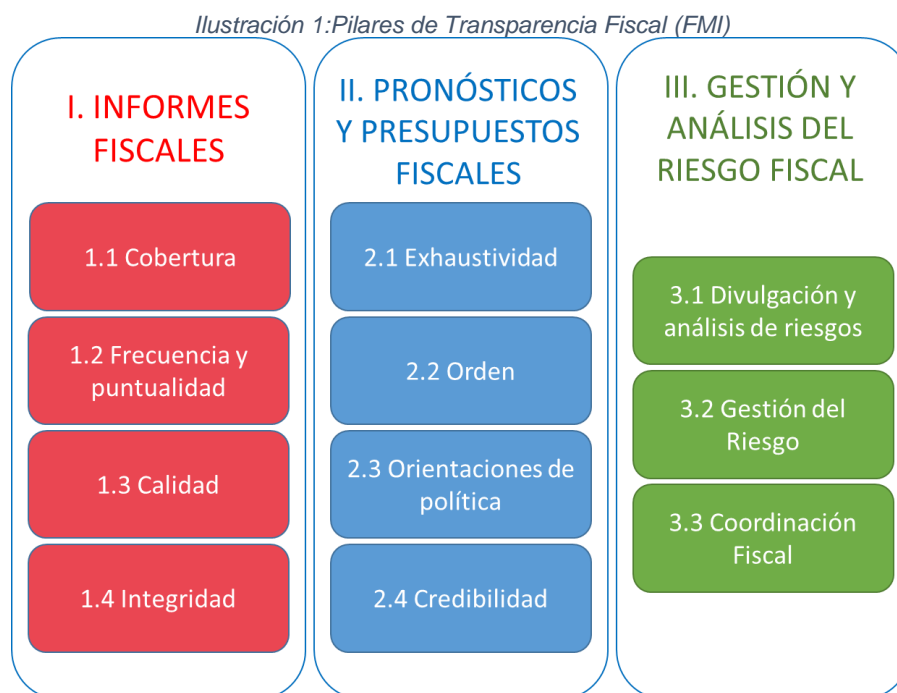 Ilustración 1:Pilares de Transparencia Fiscal (FMI)
I. INFORMES
FISCALES
1.1 Cobertura
1.2 Frecuencia y
puntualidad
1.3 Calidad
1.4 Integridad
II. PRONÓSTICOS
Y PRESUPUESTOS
FISCALES
2.1 Exhaustividad
2.2 Orden
2.3 Orientaciones de
política
2.4 Credibilidad
III. GESTIÓN Y
ANÁLISIS DEL
RIESGO FISCAL
3.1 Divulgación y
análisis de riesgos
3.2 Gestión del
Riesgo
3.3 Coordinación
Fiscal